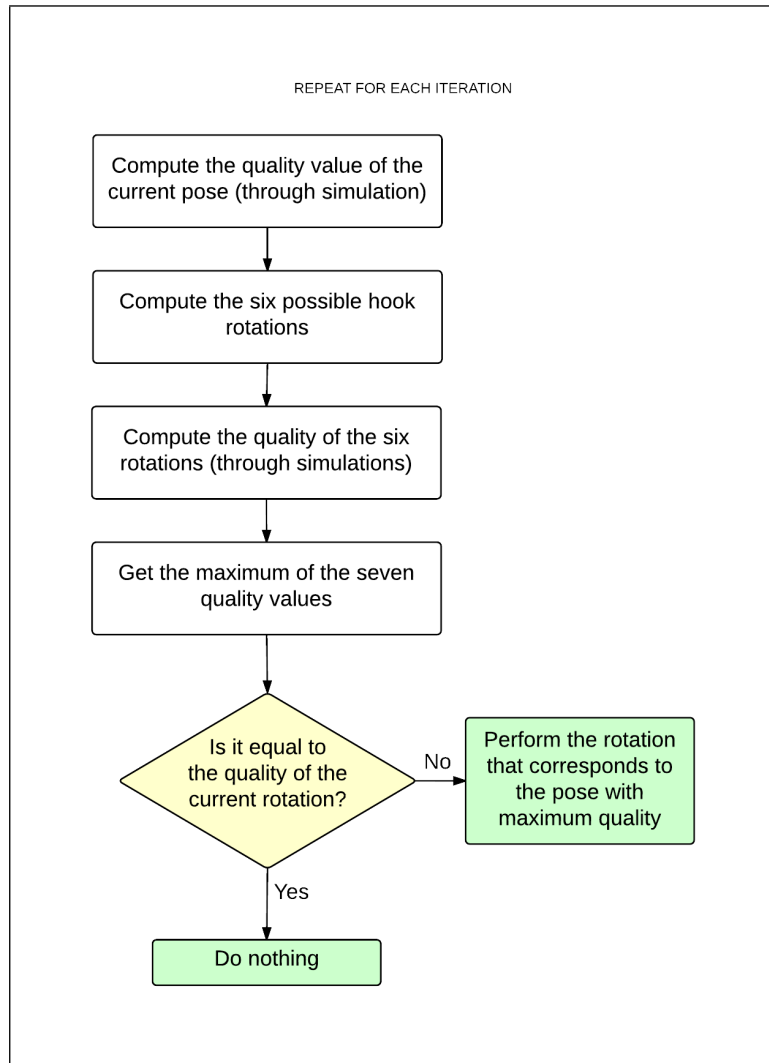 REPEAT FOR EACH ITERATION
Compute the quality value of the
current pose (through simulation)
Compute the six possible hook
rotations
Compute the quality of the six
rotations (through simulations)
Get the maximum of the seven
quality values
Is it equal to
the quality of the
current rotation?
No
Perform the rotation
that corresponds to
the pose with
maximum quality
Yes
Do nothing